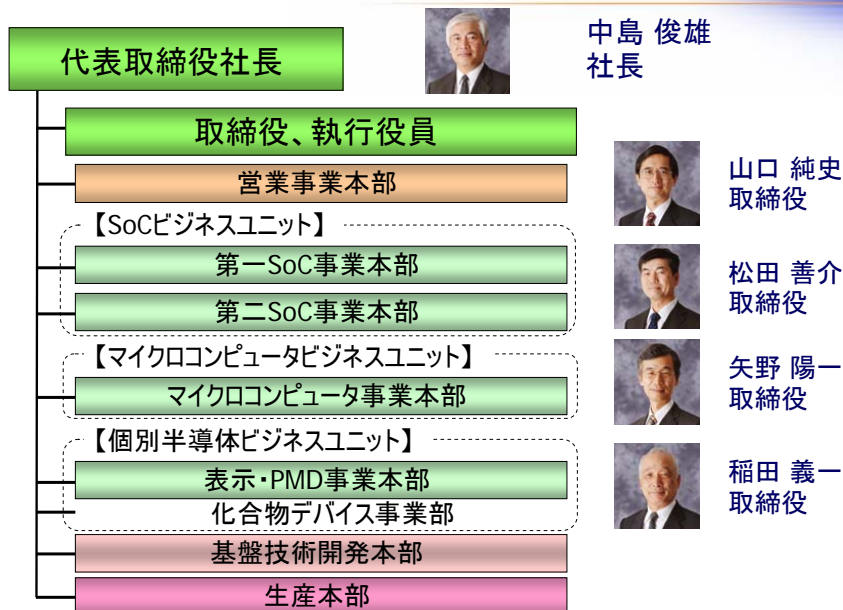 代表取締役社長
中島 俊雄
社長
取締役、執行役員
営業事業本部
山口 純史
取締役
【SoCビジネスユニット】
第一SoC事業本部
第二SoC事業本部
松田 善介
取締役
【マイクロコンピュータビジネスユニット】
マイクロコンピュータ事業本部
矢野 陽一
取締役
【個別半導体ビジネスユニット】
表示・PMD事業本部
化合物デバイス事業部
稲田 義一
取締役
基盤技術開発本部
生産本部